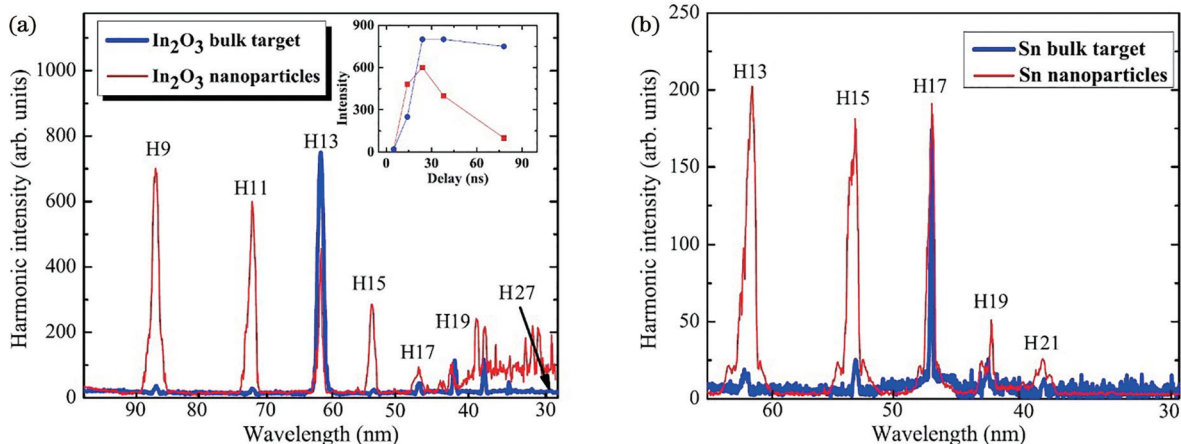 (a)
In₂O₃ bulk target
In₂O₃ nanoparticles
Harmonic intensity (arb. units)
1000
800
600
400
200
0
H9
H11
H13
H15
H17
H19
H27
90
80
70
60
50
40
30
Wavelength (nm)
Intensity
900
600
300
0
0
30
60
90
Delay (ns)
(b)
Sn bulk target
Sn nanoparticles
Harmonic intensity (arb. units)
250
200
150
100
50
0
H13
H15
H17
H19
H21
60
50
40
30
Wavelength (nm)